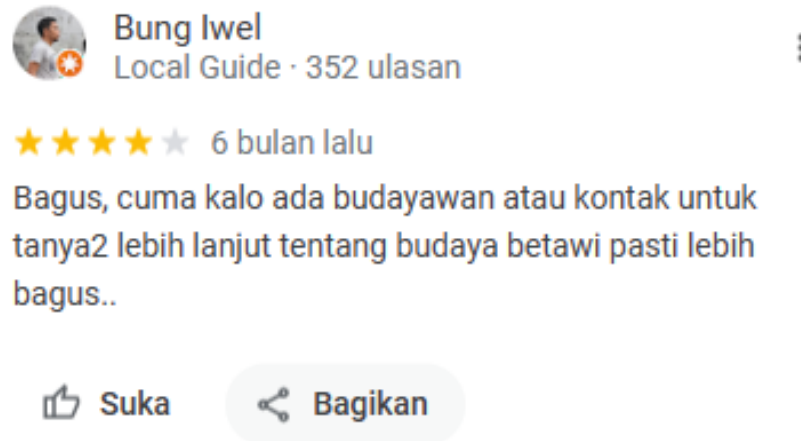 Bung Iwel
Local Guide · 352 ulasan
6 bulan lalu
Bagus, cuma kalo ada budayawan atau kontak untuk
tanya2 lebih lanjut tentang budaya betawi pasti lebih
bagus..
Suka Bagikan